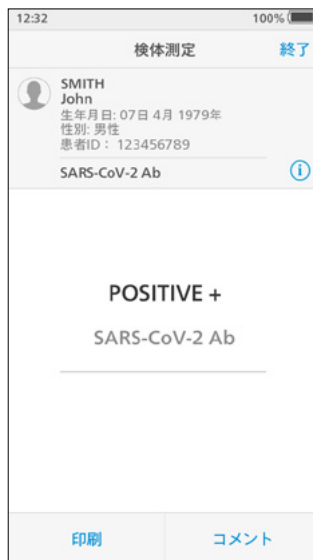 12:32 100%
検体測定 終了
SMITH
John
生年月日: 07日 4月 1979年
性別: 男性
患者ID： 123456789
SARS-CoV-2 Ab
POSITIVE +
SARS-CoV-2 Ab
印刷 コメント